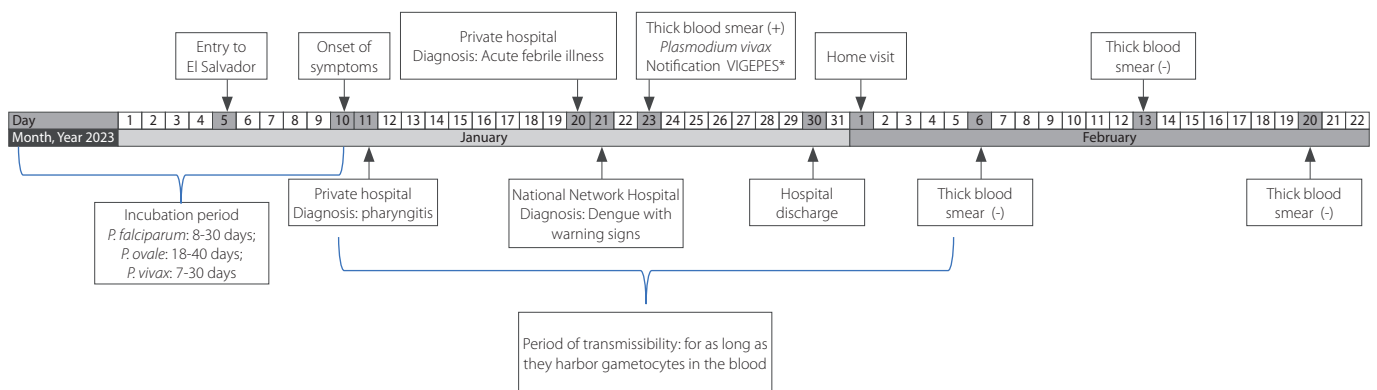 Entry to
El Salvador
Onset of
symptoms
Private hospital
Diagnosis: Acute febrile illness
Thick blood smear (+)
Plasmodium vivax
Notification VIGEPES*
Home visit
Thick blood
smear (-)
Day 1 2 3 4 5 6 7 8 9 10 11 12 13 14 15 16 17 18 19 20 21 22 23 24 25 26 27 28 29 30 31 1 2 3 4 5 6 7 8 9 10 11 12 13 14 15 16 17 18 19 20 21 22
Month, Year 2023 January February
Private hospital
Diagnosis: pharyngitis
National Network Hospital
Diagnosis: Dengue with
warning signs
Hospital
discharge
Thick blood
smear (-)
Thick blood
smear (-)
Incubation period
P. falciparum: 8-30 days;
P. ovale: 18-40 days;
P. vivax: 7-30 days
Period of transmissibility: for as long as
they harbor gametocytes in the blood